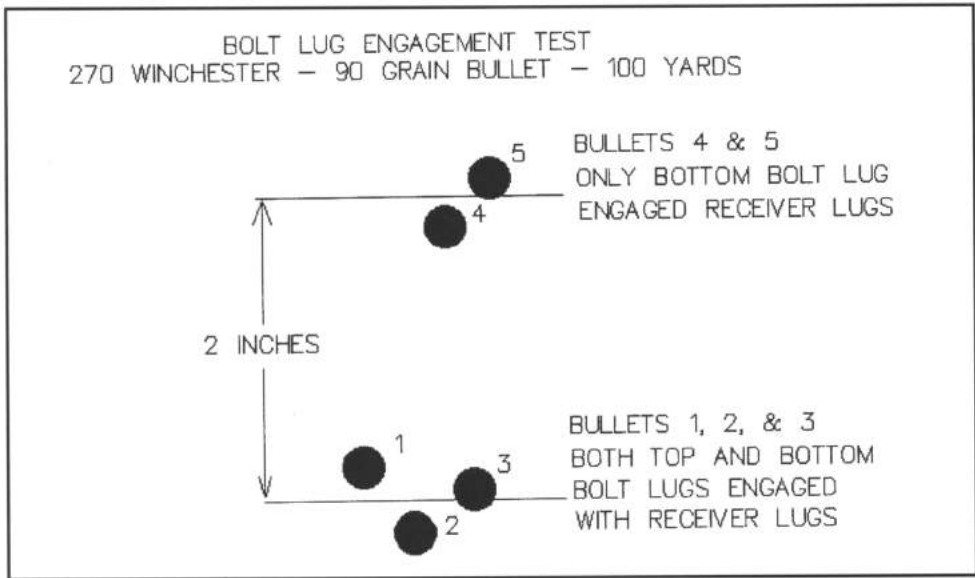 BOLT LUG ENGAGEMENT TEST
270 WINCHESTER – 90 GRAIN BULLET – 100 YARDS
5
4
BULLETS 4 & 5
ONLY BOTTOM BOLT LUG
ENGAGED RECEIVER LUGS
2 INCHES
1
3
2
BULLETS 1, 2, & 3
BOTH TOP AND BOTTOM
BOLT LUGS ENGAGED
WITH RECEIVER LUGS